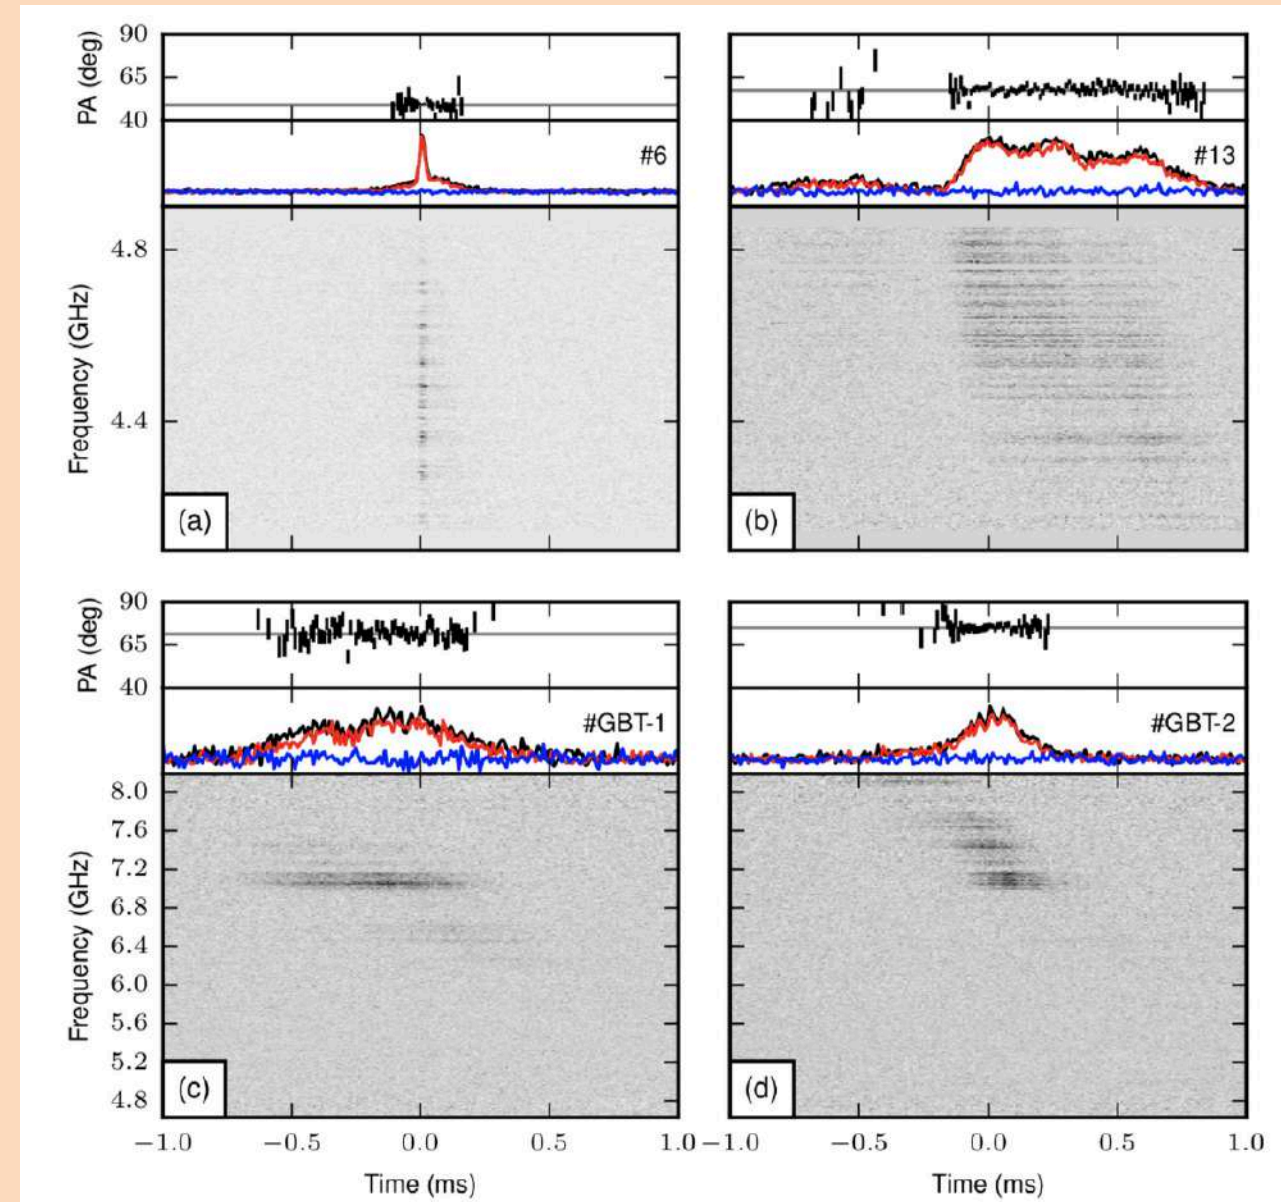 90
65
40
PA (deg)
#6
#13
4.8
4.4
Frequency (GHz)
(a)
(b)
90
65
40
PA (deg)
#GBT-1
#GBT-2
8.0
7.6
7.2
6.8
6.4
6.0
5.6
5.2
4.8
Frequency (GHz)
(c)
(d)
−1.0 −0.5 0.0 0.5 1.0 −1.0 −0.5 0.0 0.5 1.0
Time (ms) Time (ms)